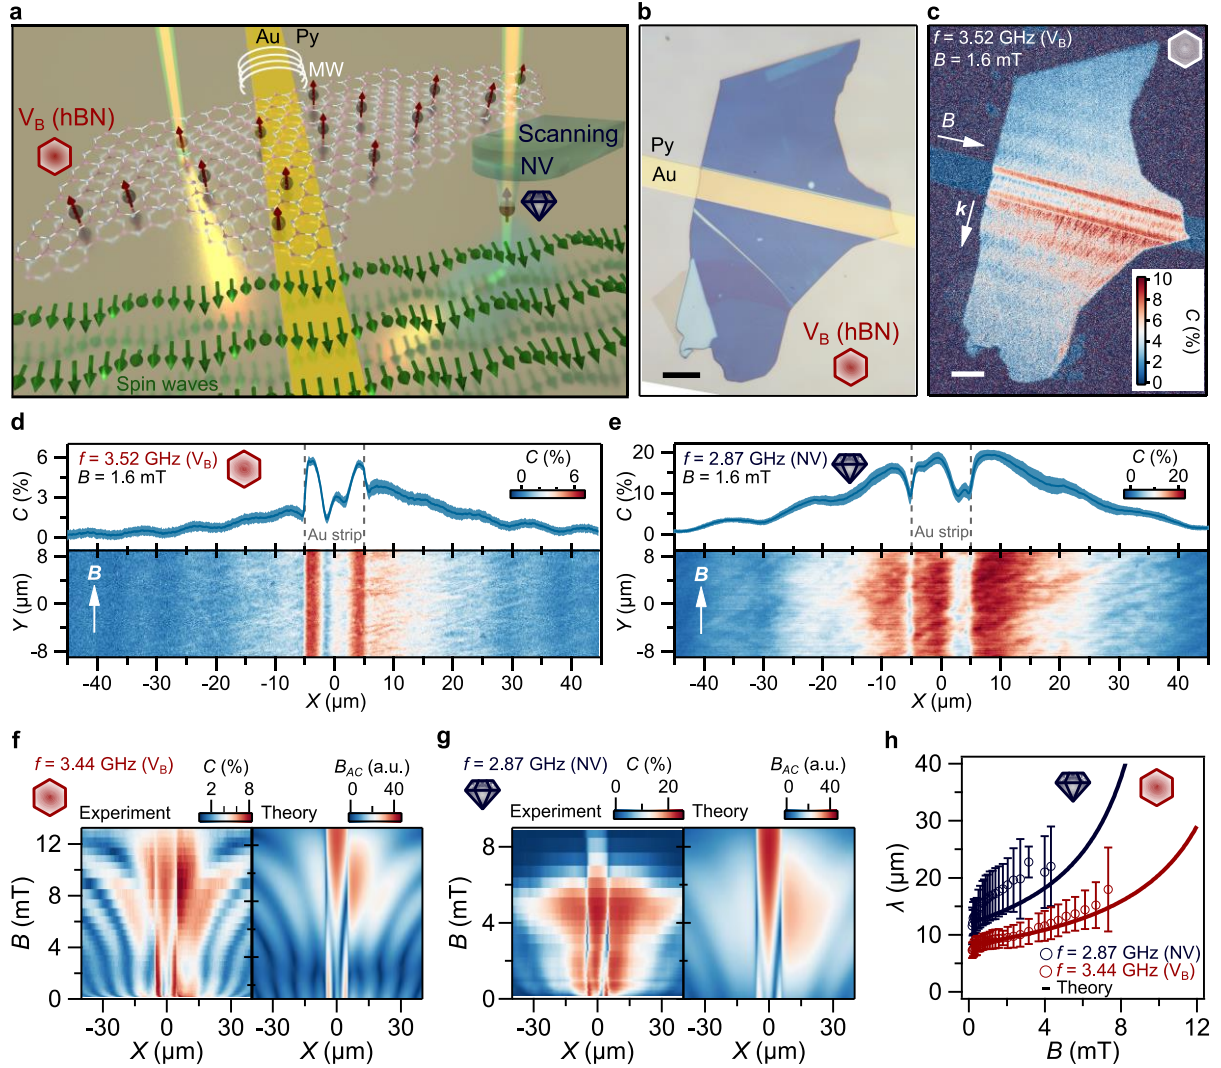 a
Au Py
MW
V_B (hBN)
Scanning
NV
Spin waves
b
Py
Au
V_B (hBN)
c
f = 3.52 GHz (V_B)
B = 1.6 mT
B
k
10
8
6
4
2
0
C (%)
d
f = 3.52 GHz (V_B)
B = 1.6 mT
C (%)
0 6
6
3
0
C (%)
Au strip
B
8
0
-8
Y (µm)
-40 -30 -20 -10 0 10 20 30 40
X (µm)
e
f = 2.87 GHz (NV)
B = 1.6 mT
C (%)
0 20
20
10
0
C (%)
Au strip
B
8
0
-8
Y (µm)
-40 -30 -20 -10 0 10 20 30 40
X (µm)
f
f = 3.44 GHz (V_B)
C (%)
2 8
B_AC (a.u.)
0 40
Experiment
Theory
12
8
4
0
B (mT)
-30 0 30 -30 0 30
X (µm) X (µm)
g
f = 2.87 GHz (NV)
C (%)
0 20
B_AC (a.u.)
0 40
Experiment
Theory
8
4
0
B (mT)
-30 0 30 -30 0 30
X (µm) X (µm)
h
40
30
20
10
0
λ (µm)
f = 2.87 GHz (NV)
f = 3.44 GHz (V_B)
Theory
0 4 8 12
B (mT)